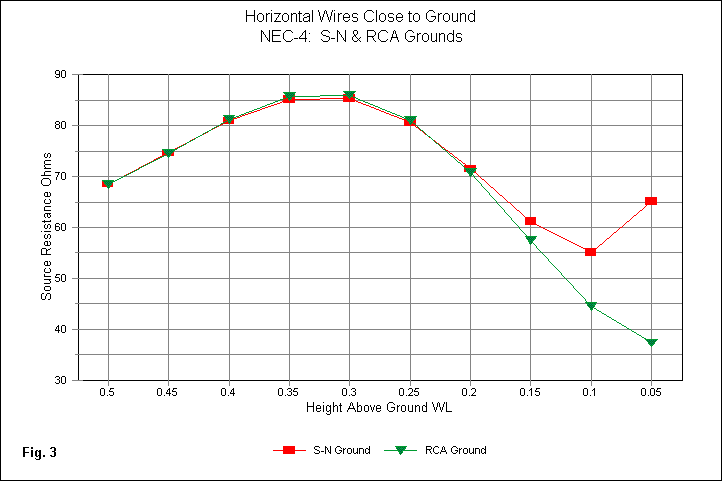 Horizontal Wires Close to Ground
NEC-4: S-N & RCA Grounds
90
80
70
60
50
40
30
Source Resistance Ohms
0.5 0.45 0.4 0.35 0.3 0.25 0.2 0.15 0.1 0.05
Height Above Ground WL
Fig. 3
S-N Ground RCA Ground